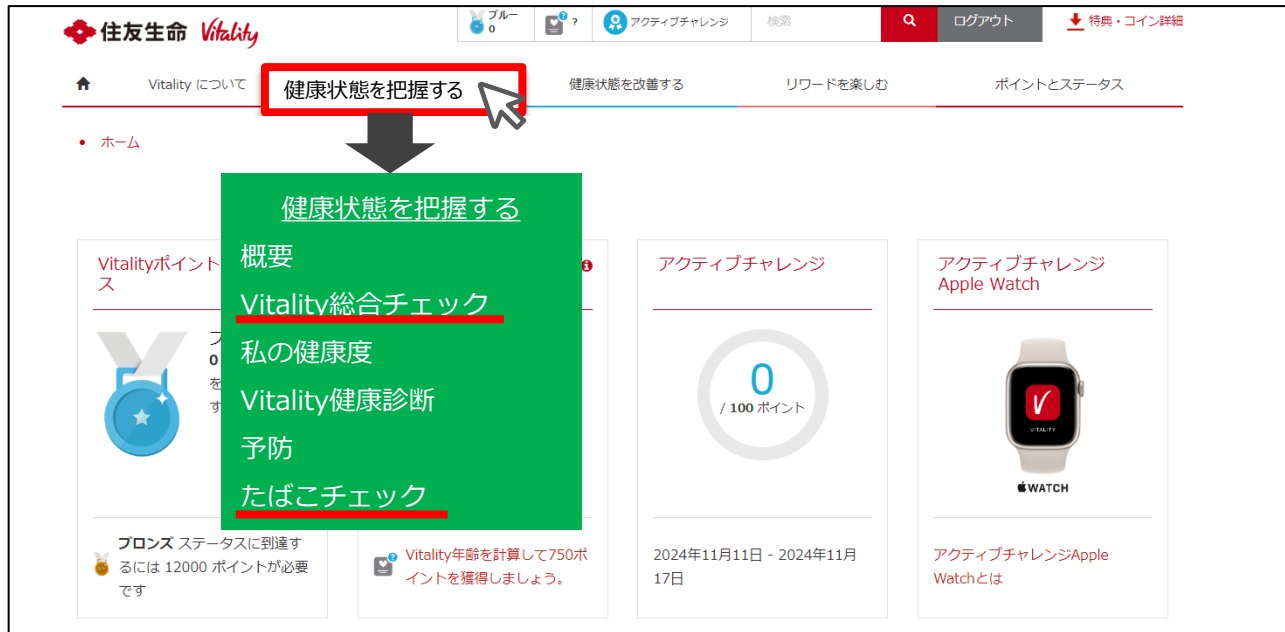 住友生命 Vitality
ブルー
0
?
アクティブチャレンジ
検索
ログアウト
特典・コイン詳細
Vitality について
健康状態を把握する
健康状態を改善する
リワードを楽しむ
ポイントとステータス
ホーム
健康状態を把握する
概要
Vitality総合チェック
私の健康度
Vitality健康診断
予防
たばこチェック
Vitalityポイント
ス
0
を
す
ブロンズ ステータスに到達す
るには 12000 ポイントが必要
です
Vitality年齢を計算して750ポ
イントを獲得しましょう。
アクティブチャレンジ
0
/ 100 ポイント
2024年11月11日 - 2024年11月
17日
アクティブチャレンジ
Apple Watch
VITALITY
WATCH
アクティブチャレンジApple
Watchとは